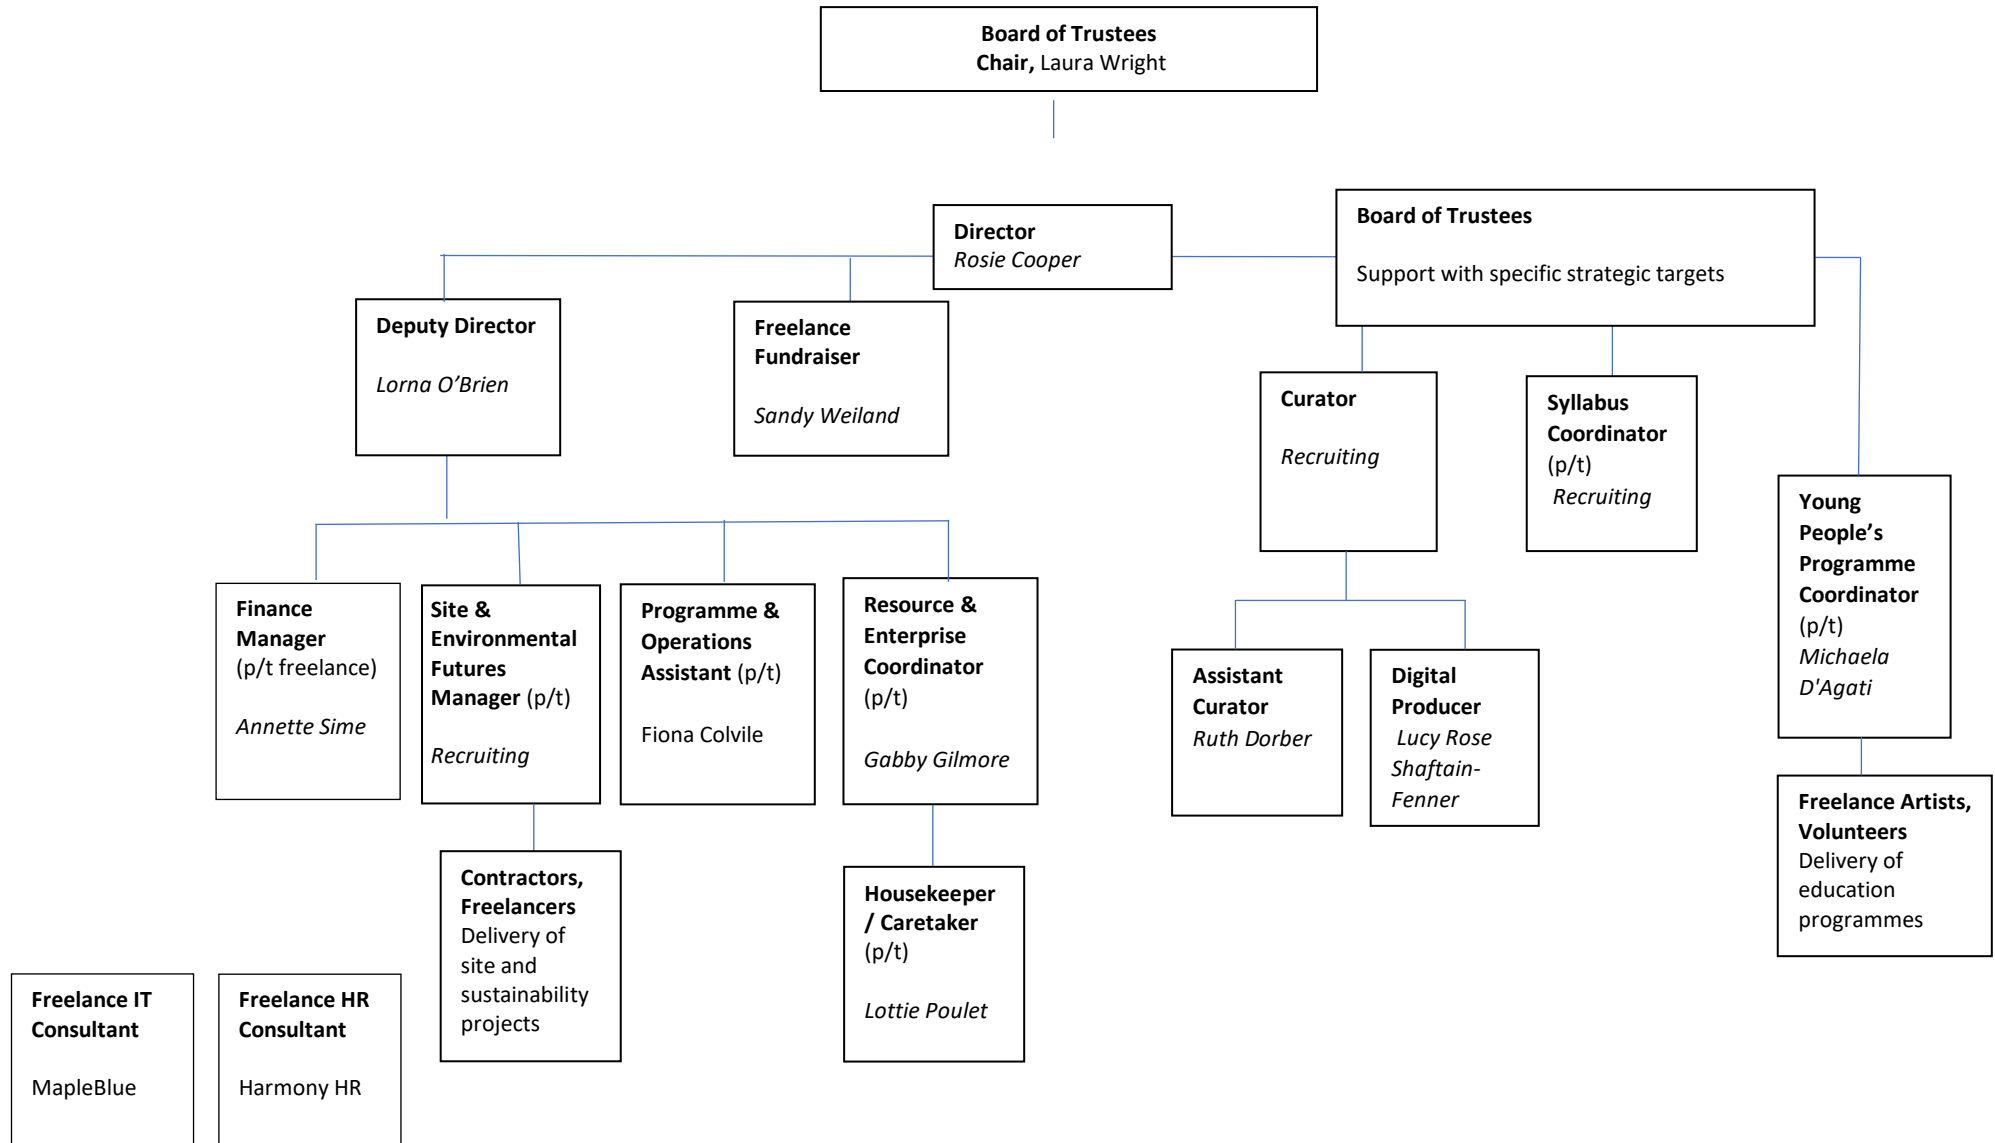 Board of Trustees
Chair, Laura Wright
Director
Rosie Cooper
Board of Trustees
Support with specific strategic targets
Deputy Director
Lorna O’Brien
Freelance
Fundraiser
Sandy Weiland
Curator
Recruiting
Syllabus
Coordinator
(p/t)
Recruiting
Young
People’s
Programme
Coordinator
(p/t)
Michaela
D'Agati
Finance
Manager
(p/t freelance)
Annette Sime
Site &
Environmental
Futures
Manager (p/t)
Recruiting
Programme &
Operations
Assistant (p/t)
Fiona Colvile
Resource &
Enterprise
Coordinator
(p/t)
Gabby Gilmore
Assistant
Curator
Ruth Dorber
Digital
Producer
Lucy Rose
Shaftain-
Fenner
Freelance Artists,
Volunteers
Delivery of
education
programmes
Contractors,
Freelancers
Delivery of
site and
sustainability
projects
Housekeeper
/ Caretaker
(p/t)
Lottie Poulet
Freelance IT
Consultant
MapleBlue
Freelance HR
Consultant
Harmony HR